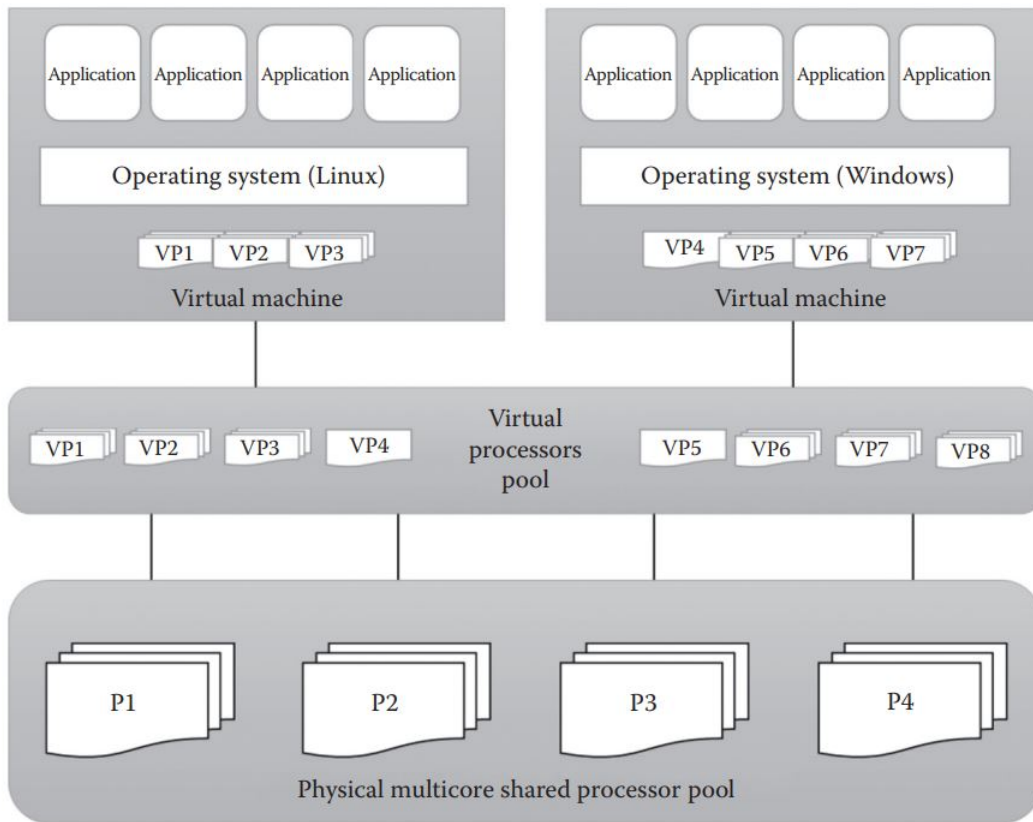 Application Application Application Application
Application Application Application Application
Operating system (Linux)
Operating system (Windows)
VP1 VP2 VP3
VP4 VP5 VP6 VP7
Virtual machine
Virtual machine
VP1 VP2 VP3 VP4
Virtual
processors
pool
VP5 VP6 VP7 VP8
P1 P2 P3 P4
Physical multicore shared processor pool